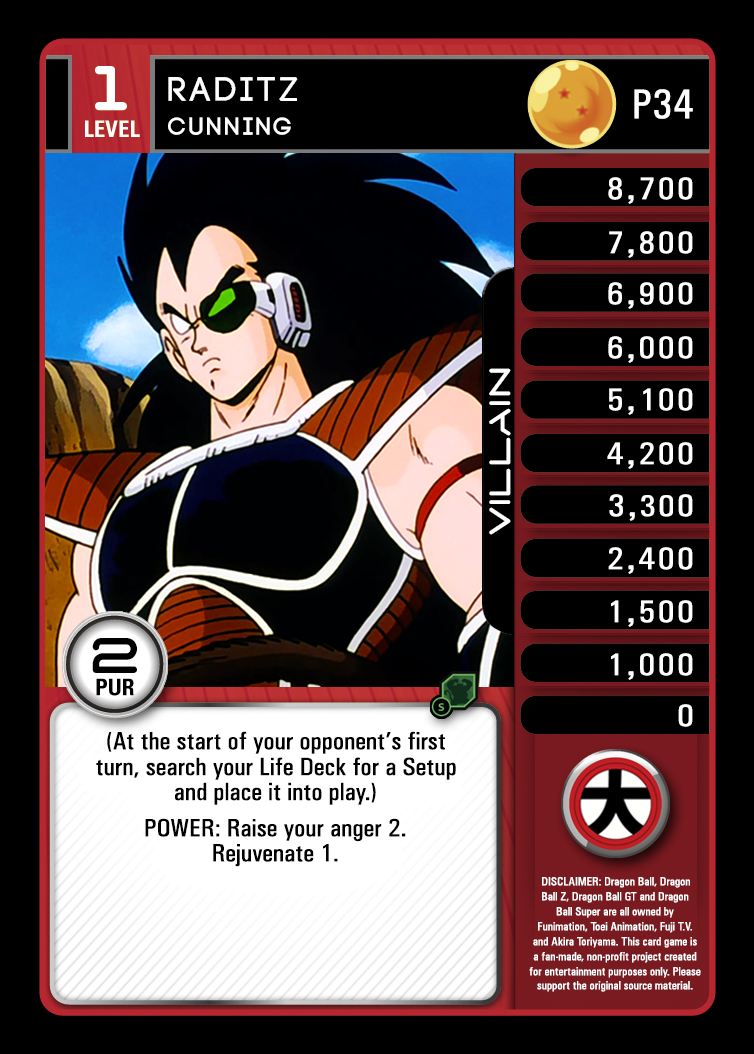 1
LEVEL
RADITZ
CUNNING
P34
8,700
7,800
6,900
6,000
5,100
4,200
3,300
2,400
1,500
1,000
0
VILLAIN
2
PUR
S
(At the start of your opponent's first
turn, search your Life Deck for a Setup
and place it into play.)
POWER: Raise your anger 2.
Rejuvenate 1.
大
DISCLAIMER: Dragon Ball, Dragon
Ball Z, Dragon Ball GT and Dragon
Ball Super are all owned by
Funimation, Toei Animation, Fuji T.V.
and Akira Toriyama. This card game is
a fan-made, non-profit project created
for entertainment purposes only. Please
support the original source material.